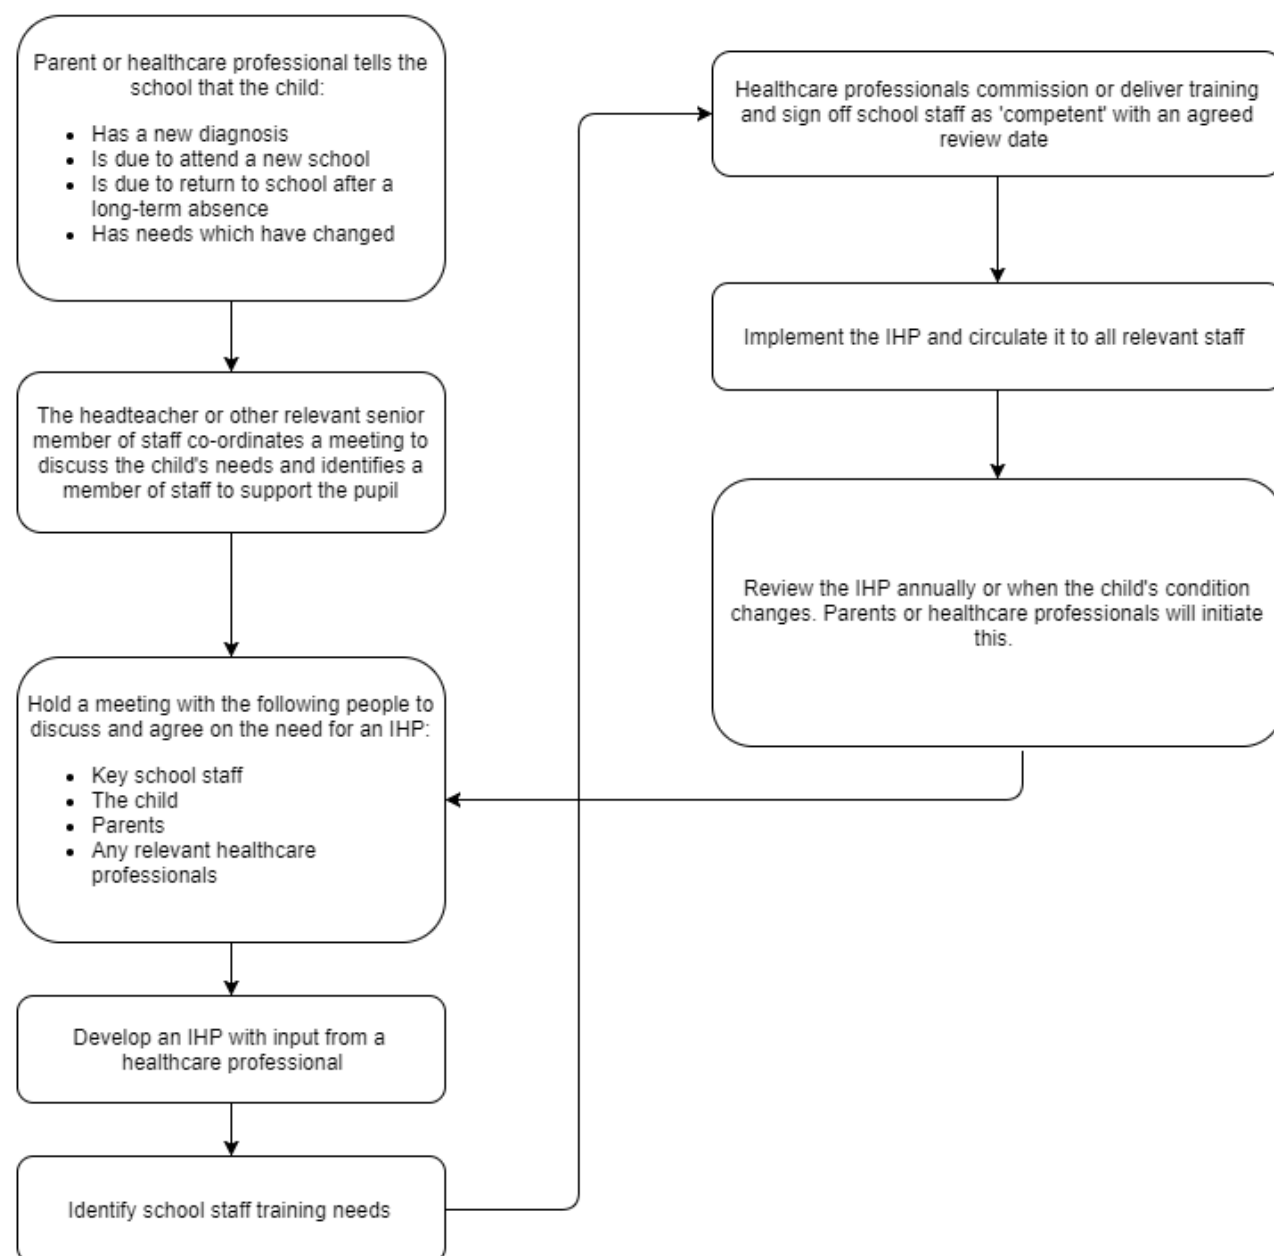 Parent or healthcare professional tells the
school that the child:
• Has a new diagnosis
• Is due to attend a new school
• Is due to return to school after a
long-term absence
• Has needs which have changed
The headteacher or other relevant senior
member of staff co-ordinates a meeting to
discuss the child's needs and identifies a
member of staff to support the pupil
Hold a meeting with the following people to
discuss and agree on the need for an IHP:
• Key school staff
• The child
• Parents
• Any relevant healthcare
professionals
Develop an IHP with input from a
healthcare professional
Identify school staff training needs
Healthcare professionals commission or deliver training
and sign off school staff as 'competent' with an agreed
review date
Implement the IHP and circulate it to all relevant staff
Review the IHP annually or when the child's condition
changes. Parents or healthcare professionals will initiate
this.